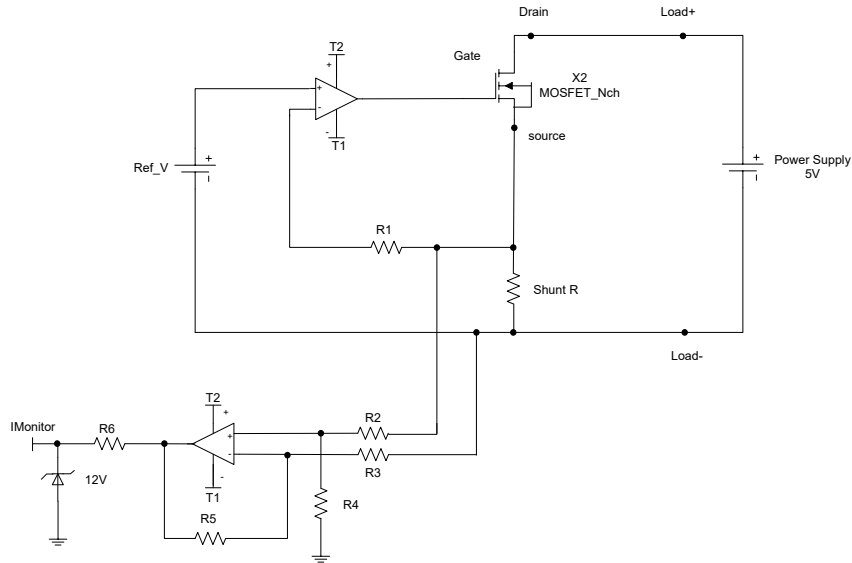 Drain
Load+
T2
+
Gate
X2
MOSFET_Nch
+
-
-
T1
source
Ref_V
+
-
+
-
Power Supply
5V
R1
Shunt R
Load-
T2
+
IMonitor
R6
R2
+
-
R3
12V
-
T1
R4
R5